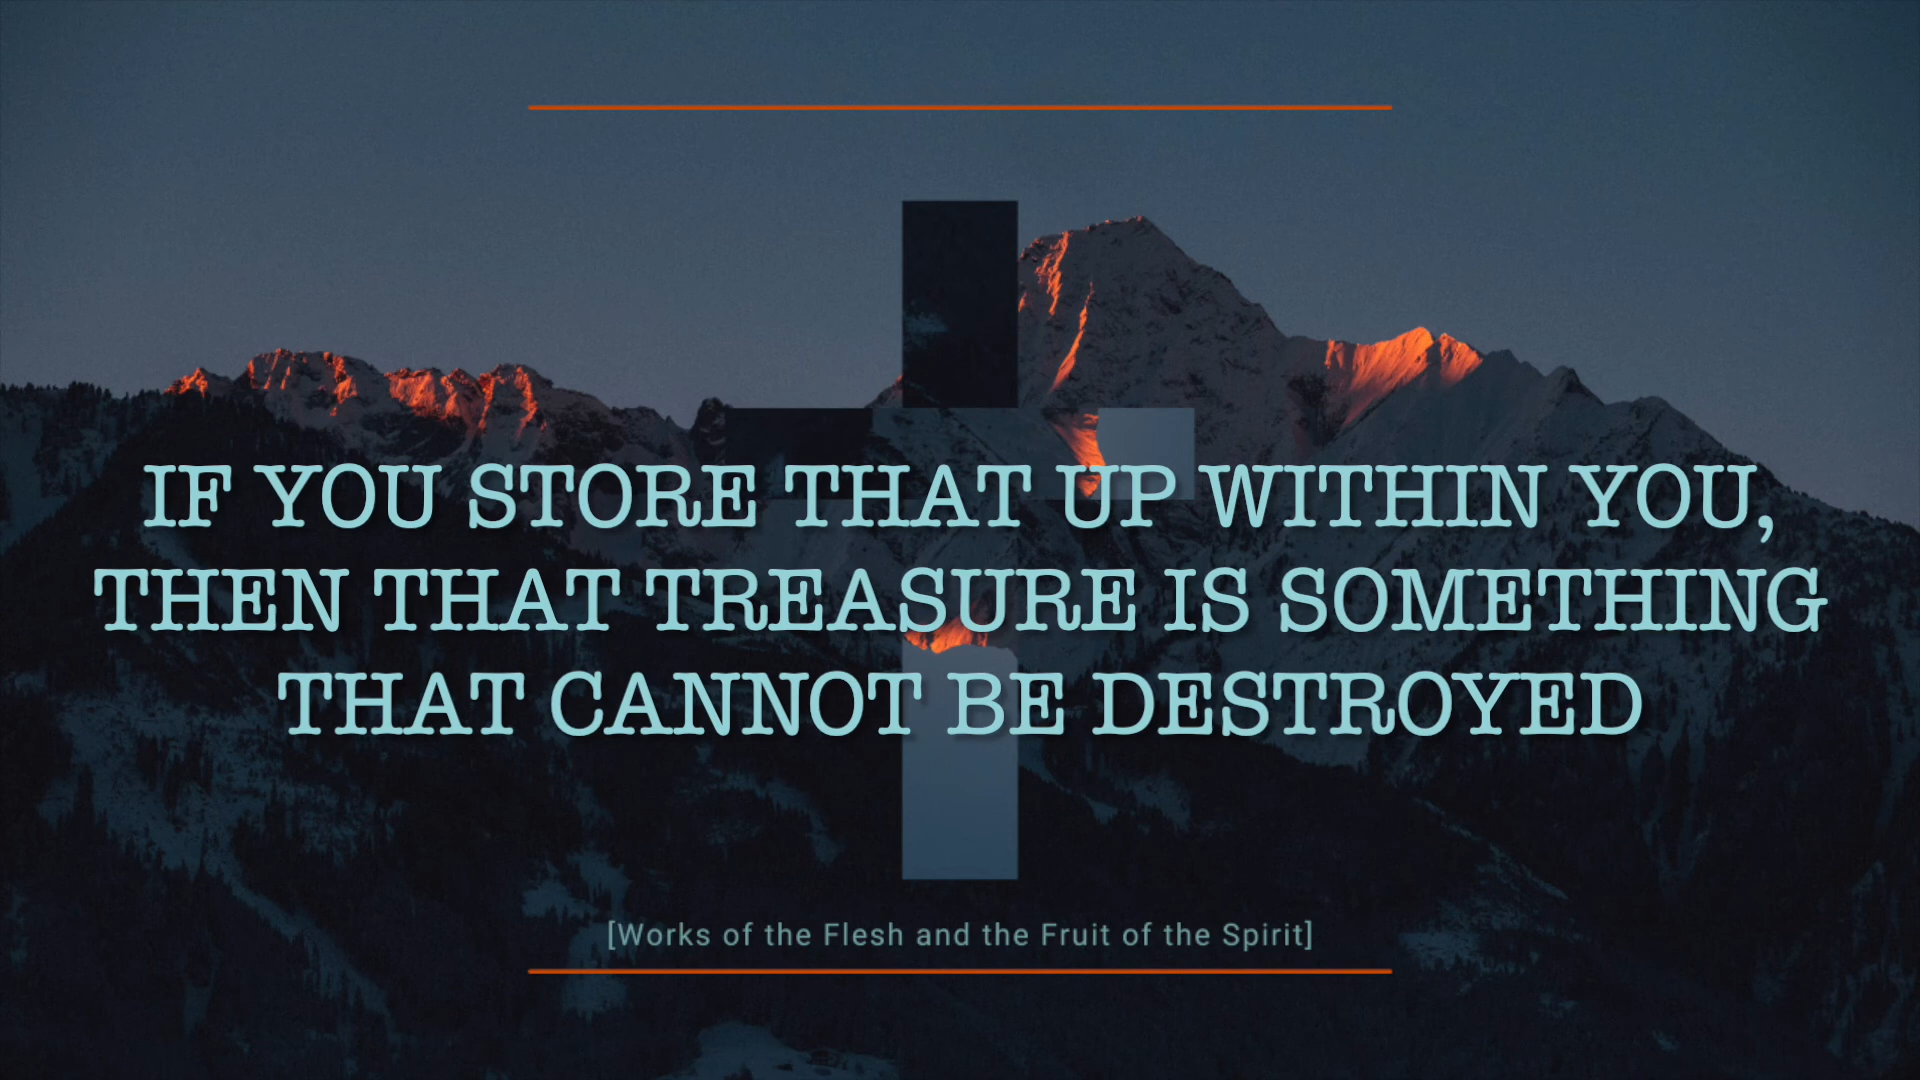 IF YOU STORE THAT UP WITHIN YOU,
THEN THAT TREASURE IS SOMETHING
THAT CANNOT BE DESTROYED
[Works of the Flesh and the Fruit of the Spirit]